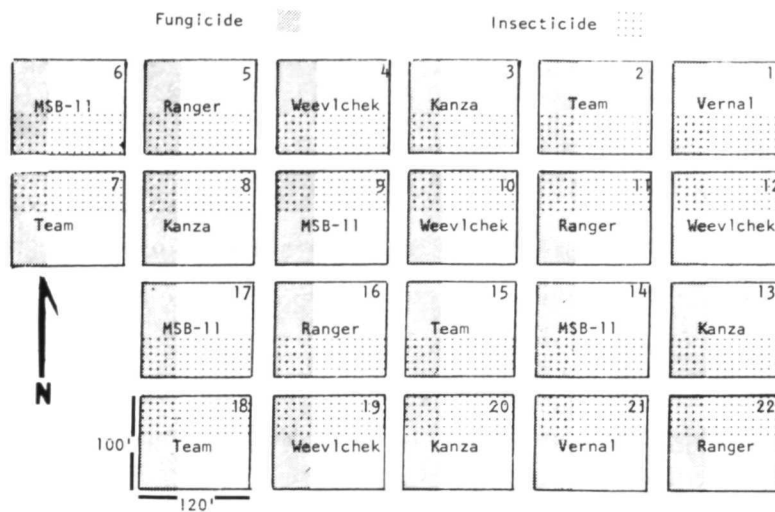 Fungicide Insecticide
6 5 4 3 2 1
MSB-11 Ranger Weevlchek Kanza Team Vernal
7 8 9 10 11 12
Team Kanza MSB-11 Weevlchek Ranger Weevlchek
17 16 15 14 13
MSB-11 Ranger Team MSB-11 Kanza
N
18 19 20 21 22
100' Team Weevlchek Kanza Vernal Ranger
120'